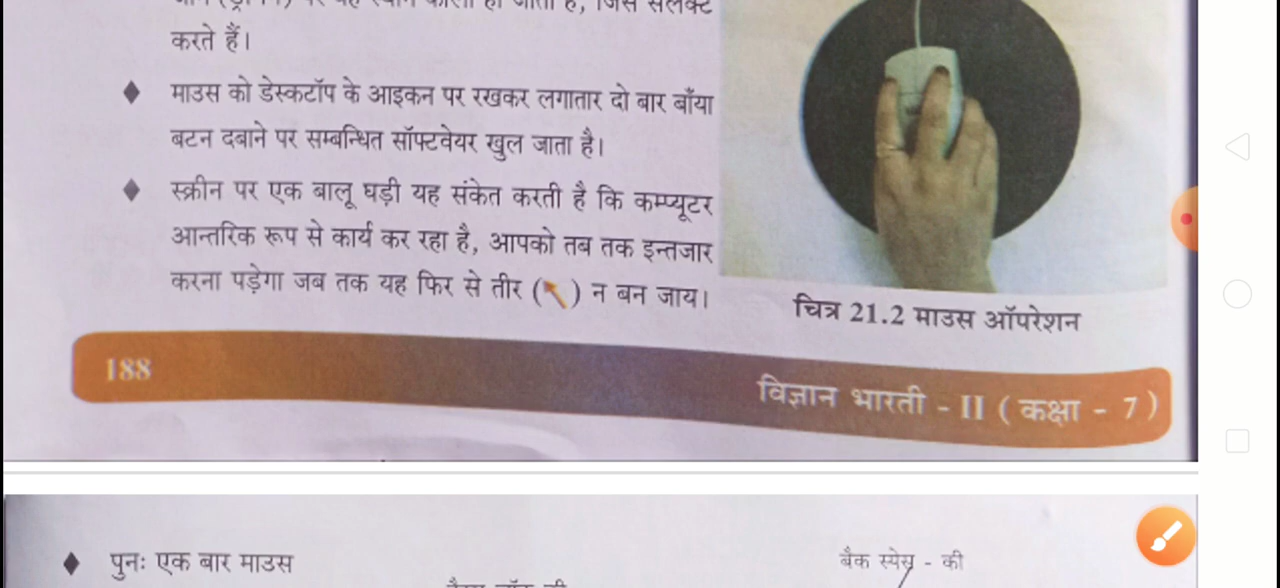 है, जिसे सेलेक्ट
करते हैं।
♦ माउस को डेस्कटॉप के आइकन पर रखकर लगातार दो बार बाँया
बटन दबाने पर सम्बन्धित सॉफ्टवेयर खुल जाता है।
♦ स्क्रीन पर एक बालू घड़ी यह संकेत करती है कि कम्प्यूटर
आन्तरिक रूप से कार्य कर रहा है, आपको तब तक इन्तजार
करना पड़ेगा जब तक यह फिर से तीर ( ) न बन जाय।
चित्र 21.2 माउस ऑपरेशन
188
विज्ञान भारती - II ( कक्षा - 7 )
♦ पुनः एक बार माउस
बैक स्पेस - की